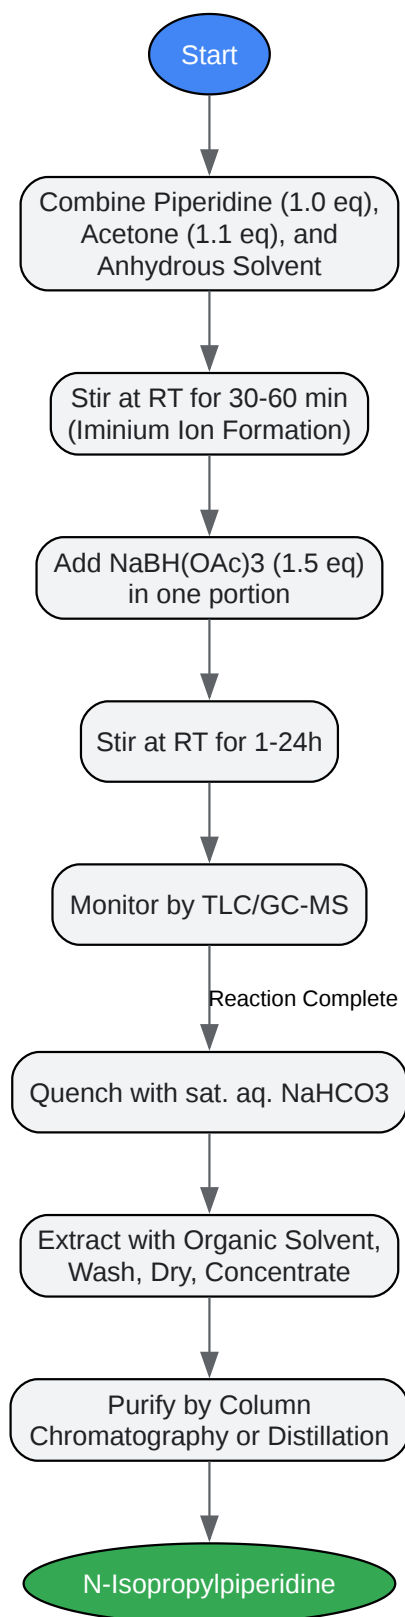 Start
Combine Piperidine (1.0 eq),
Acetone (1.1 eq), and
Anhydrous Solvent
Stir at RT for 30-60 min
(Iminium Ion Formation)
Add NaBH(OAc)3 (1.5 eq)
in one portion
Stir at RT for 1-24h
Monitor by TLC/GC-MS
Reaction Complete
Quench with sat. aq. NaHCO3
Extract with Organic Solvent,
Wash, Dry, Concentrate
Purify by Column
Chromatography or Distillation
N-Isopropylpiperidine